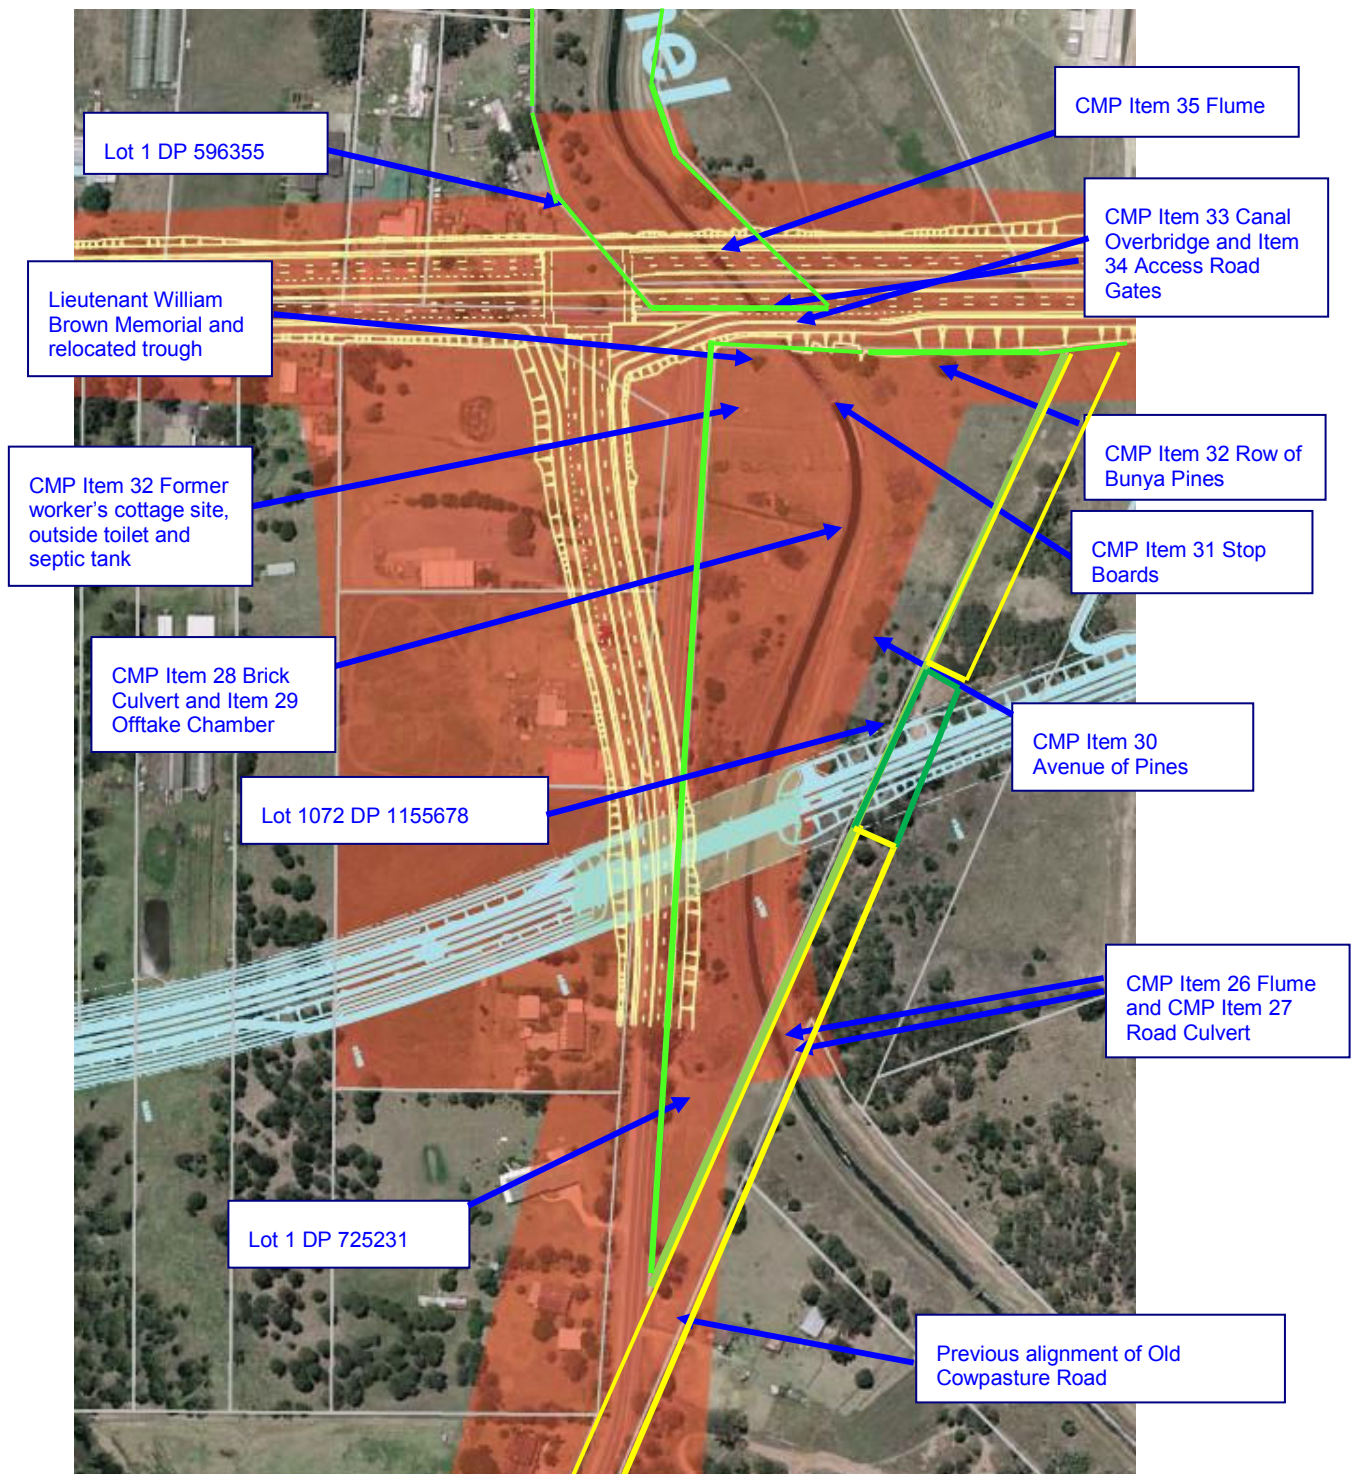 nel
CMP Item 35 Flume
Lot 1 DP 596355
CMP Item 33 Canal
Overbridge and Item
34 Access Road
Gates
Lieutenant William
Brown Memorial and
relocated trough
CMP Item 32 Row of
Bunya Pines
CMP Item 32 Former
worker's cottage site,
outside toilet and
septic tank
CMP Item 31 Stop
Boards
CMP Item 28 Brick
Culvert and Item 29
Offtake Chamber
CMP Item 30
Avenue of Pines
Lot 1072 DP 1155678
CMP Item 26 Flume
and CMP Item 27
Road Culvert
Lot 1 DP 725231
Previous alignment of Old
Cowpasture Road